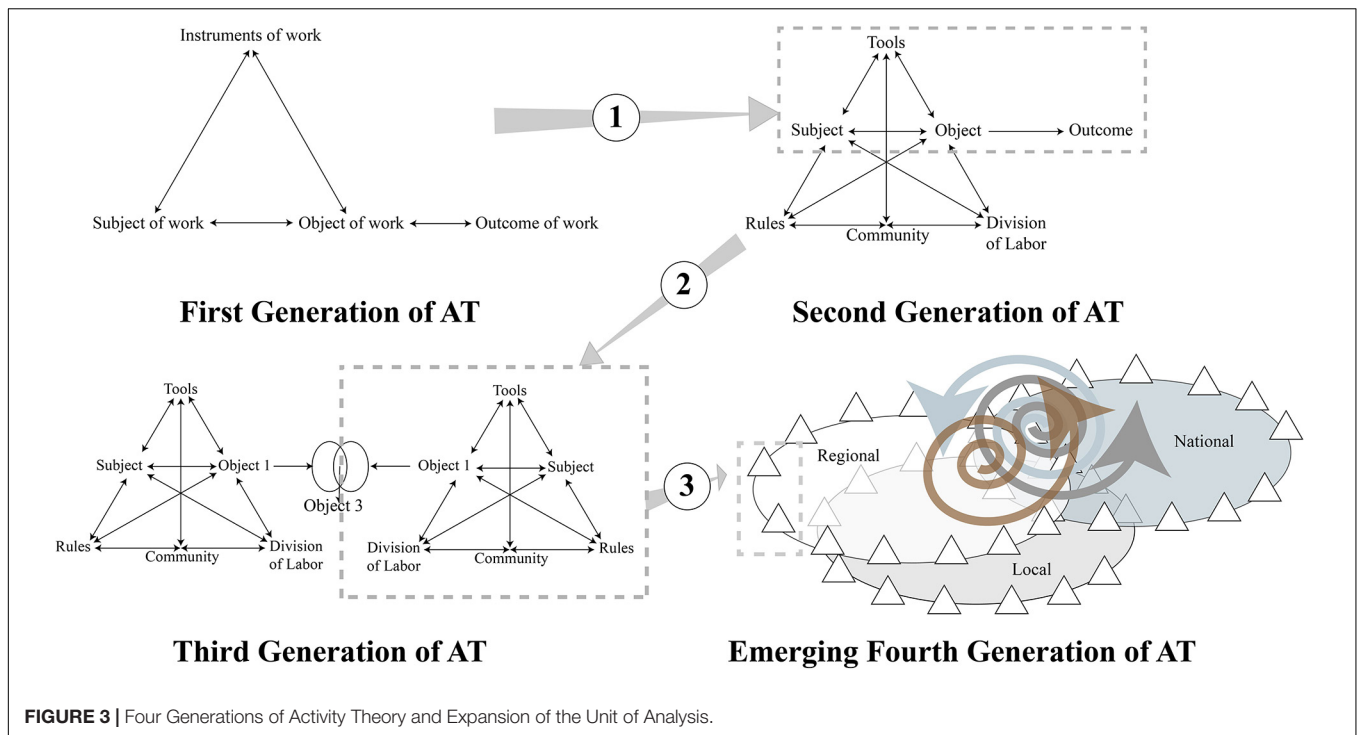 Instruments of work
Subject of work
Object of work
Outcome of work
First Generation of AT
1
Tools
Subject
Object
Outcome
Rules
Community
Division
of Labor
Second Generation of AT
2
Tools
Subject
Object 1
Object 3
Rules
Community
Division
of Labor
Tools
Object 1
Subject
Division
of Labor
Community
Rules
Third Generation of AT
3
Regional
National
Local
Emerging Fourth Generation of AT
FIGURE 3 | Four Generations of Activity Theory and Expansion of the Unit of Analysis.